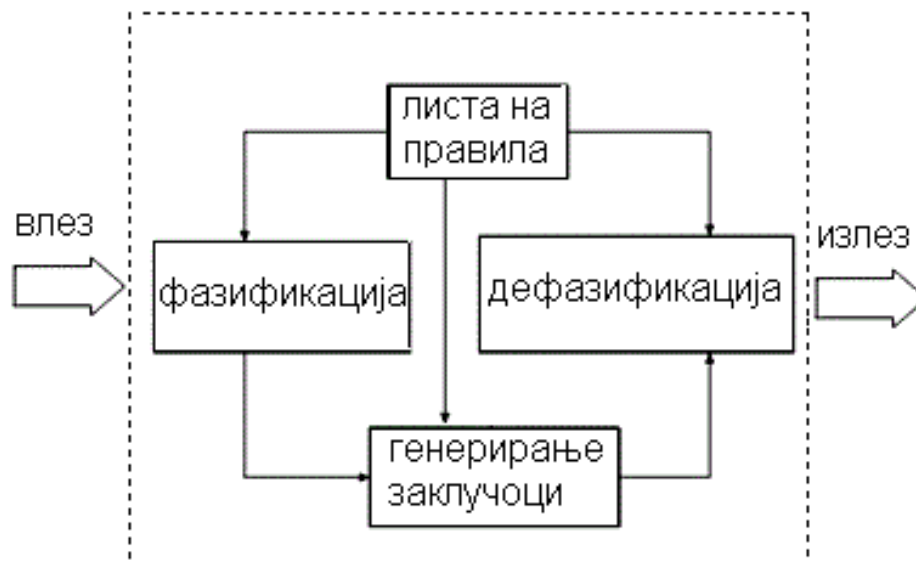 листа на
правила
влез
фазификација
дефазификација
излез
генерирање
заклучоци